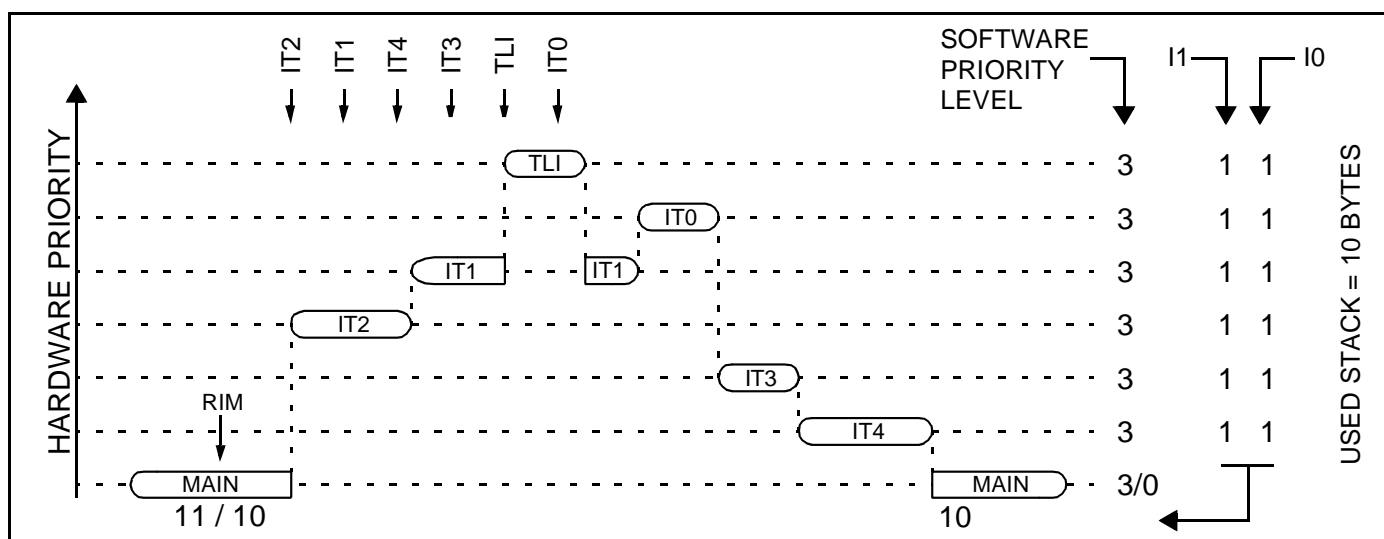 IT2
IT1
IT4
IT3
TLI
IT0
SOFTWARE
PRIORITY
LEVEL
I1
I0
HARDWARE PRIORITY
USED STACK = 10 BYTES
TLI
3
1 1
IT0
3
1 1
IT1
IT1
3
1 1
IT2
3
1 1
IT3
3
1 1
RIM
IT4
3
1 1
MAIN
MAIN
3/0
11 / 10
10